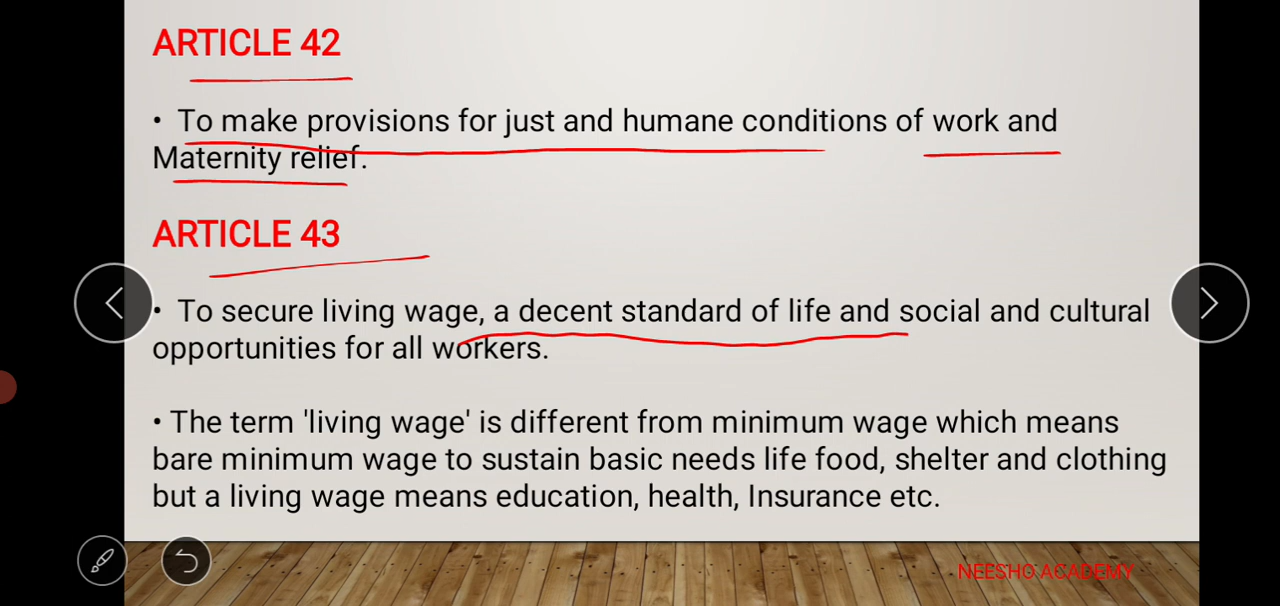 ARTICLE 42
• To make provisions for just and humane conditions of work and
Maternity relief.
ARTICLE 43
• To secure living wage, a decent standard of life and social and cultural
opportunities for all workers.
• The term 'living wage' is different from minimum wage which means
bare minimum wage to sustain basic needs life food, shelter and clothing
but a living wage means education, health, Insurance etc.
NEESHO ACADEMY